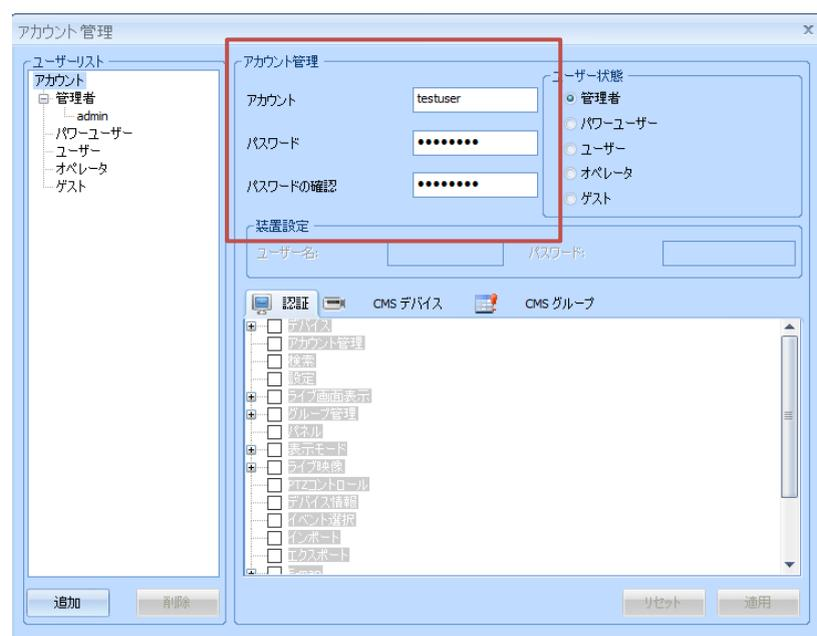 アカウント管理
x
ユーザーリスト
アカウント
管理者
admin
パワーユーザー
ユーザー
オペレータ
ゲスト
アカウント管理
アカウント
testuser
パスワード
••••••••
パスワードの確認
••••••••
ユーザー状態
管理者
パワーユーザー
ユーザー
オペレータ
ゲスト
装置設定
ユーザー名:
パスワード:
認証
CMS デバイス
CMS グループ
デバイス
アカウント管理
検索
設定
ライブ画面表示
グループ管理
パネル
表示モード
ライブ映像
PTZコントロール
デバイス情報
イベント選択
インポート
エクスポート
追加
削除
リセット
適用